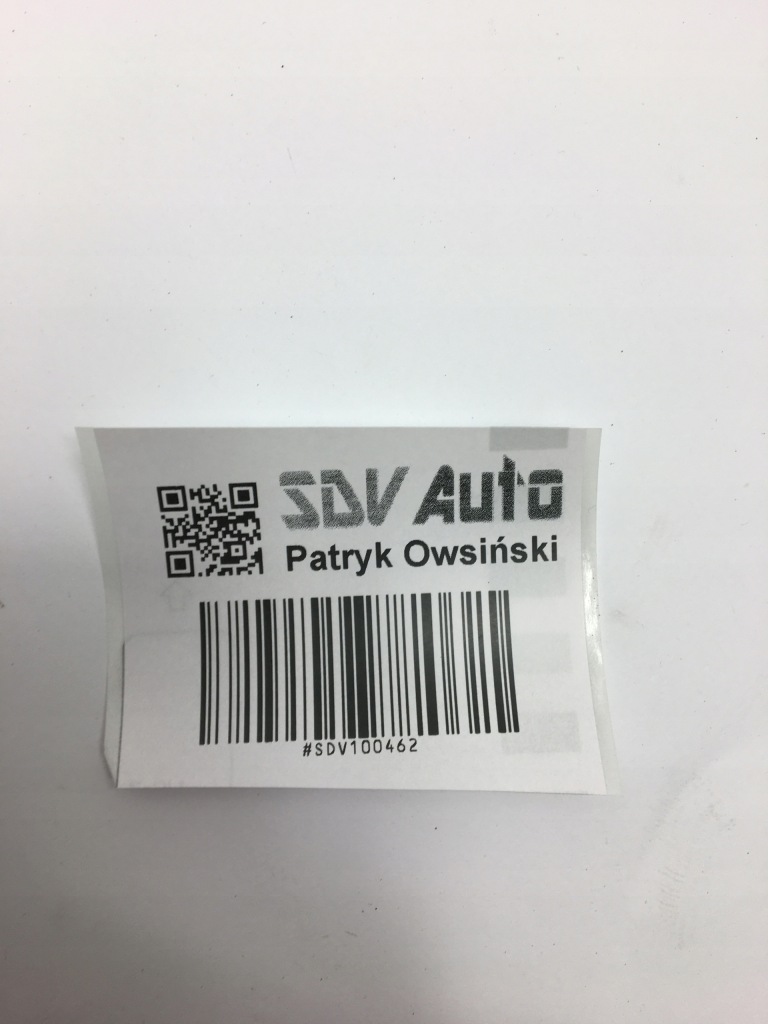 SDV Auto
Patryk Owsiński
#SDV100462